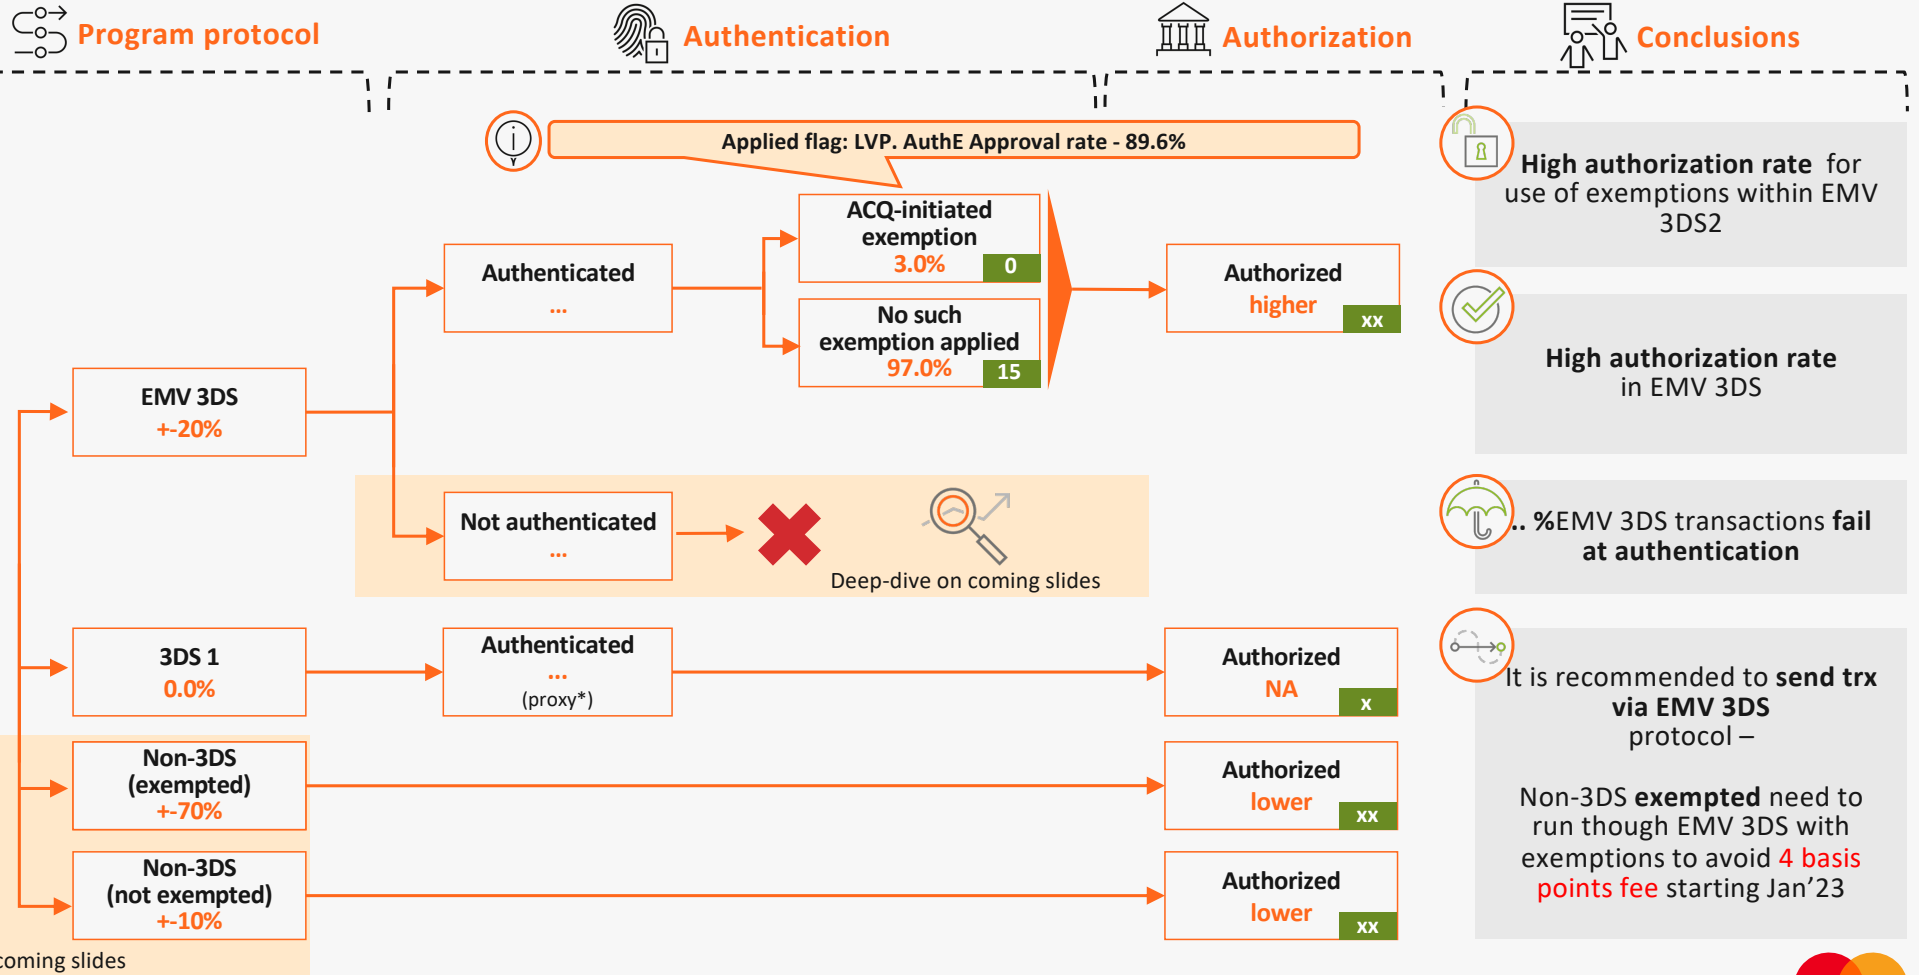 Program protocol
Authentication
Authorization
Conclusions
Applied flag: LVP. AuthE Approval rate - 89.6%
ACQ-initiated
exemption
3.0%
0
No such
exemption applied
97.0%
15
Authenticated
...
Authorized
higher
xx
EMV 3DS
+-20%
Not authenticated
...
Deep-dive on coming slides
3DS 1
0.0%
Authenticated
...
(proxy*)
Authorized
NA
x
Non-3DS
(exempted)
+-70%
Authorized
lower
xx
Non-3DS
(not exempted)
+-10%
Authorized
lower
xx
coming slides
High authorization rate for
use of exemptions within EMV
3DS2
High authorization rate
in EMV 3DS
.. %EMV 3DS transactions fail
at authentication
It is recommended to send trx
via EMV 3DS
protocol –
Non-3DS exempted need to
run though EMV 3DS with
exemptions to avoid 4 basis
points fee starting Jan’23